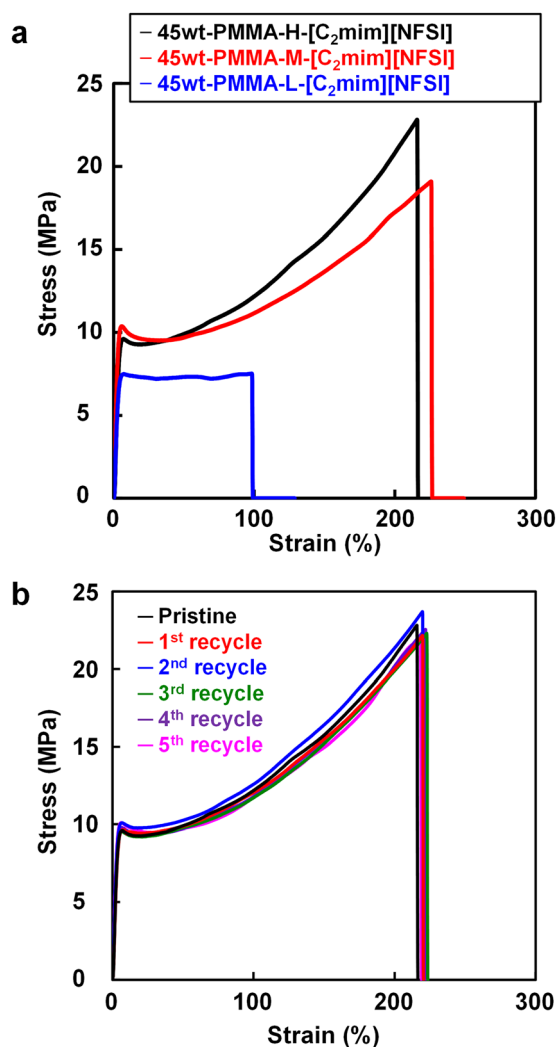 a
— 45wt-PMMA-H-[C₂mim][NFSI]
— 45wt-PMMA-M-[C₂mim][NFSI]
— 45wt-PMMA-L-[C₂mim][NFSI]
25
20
15
10
5
0
Stress (MPa)
0 100 200 300
Strain (%)
b
25
20
15
10
5
0
Stress (MPa)
— Pristine
— 1st recycle
— 2nd recycle
— 3rd recycle
— 4th recycle
— 5th recycle
0 100 200 300
Strain (%)